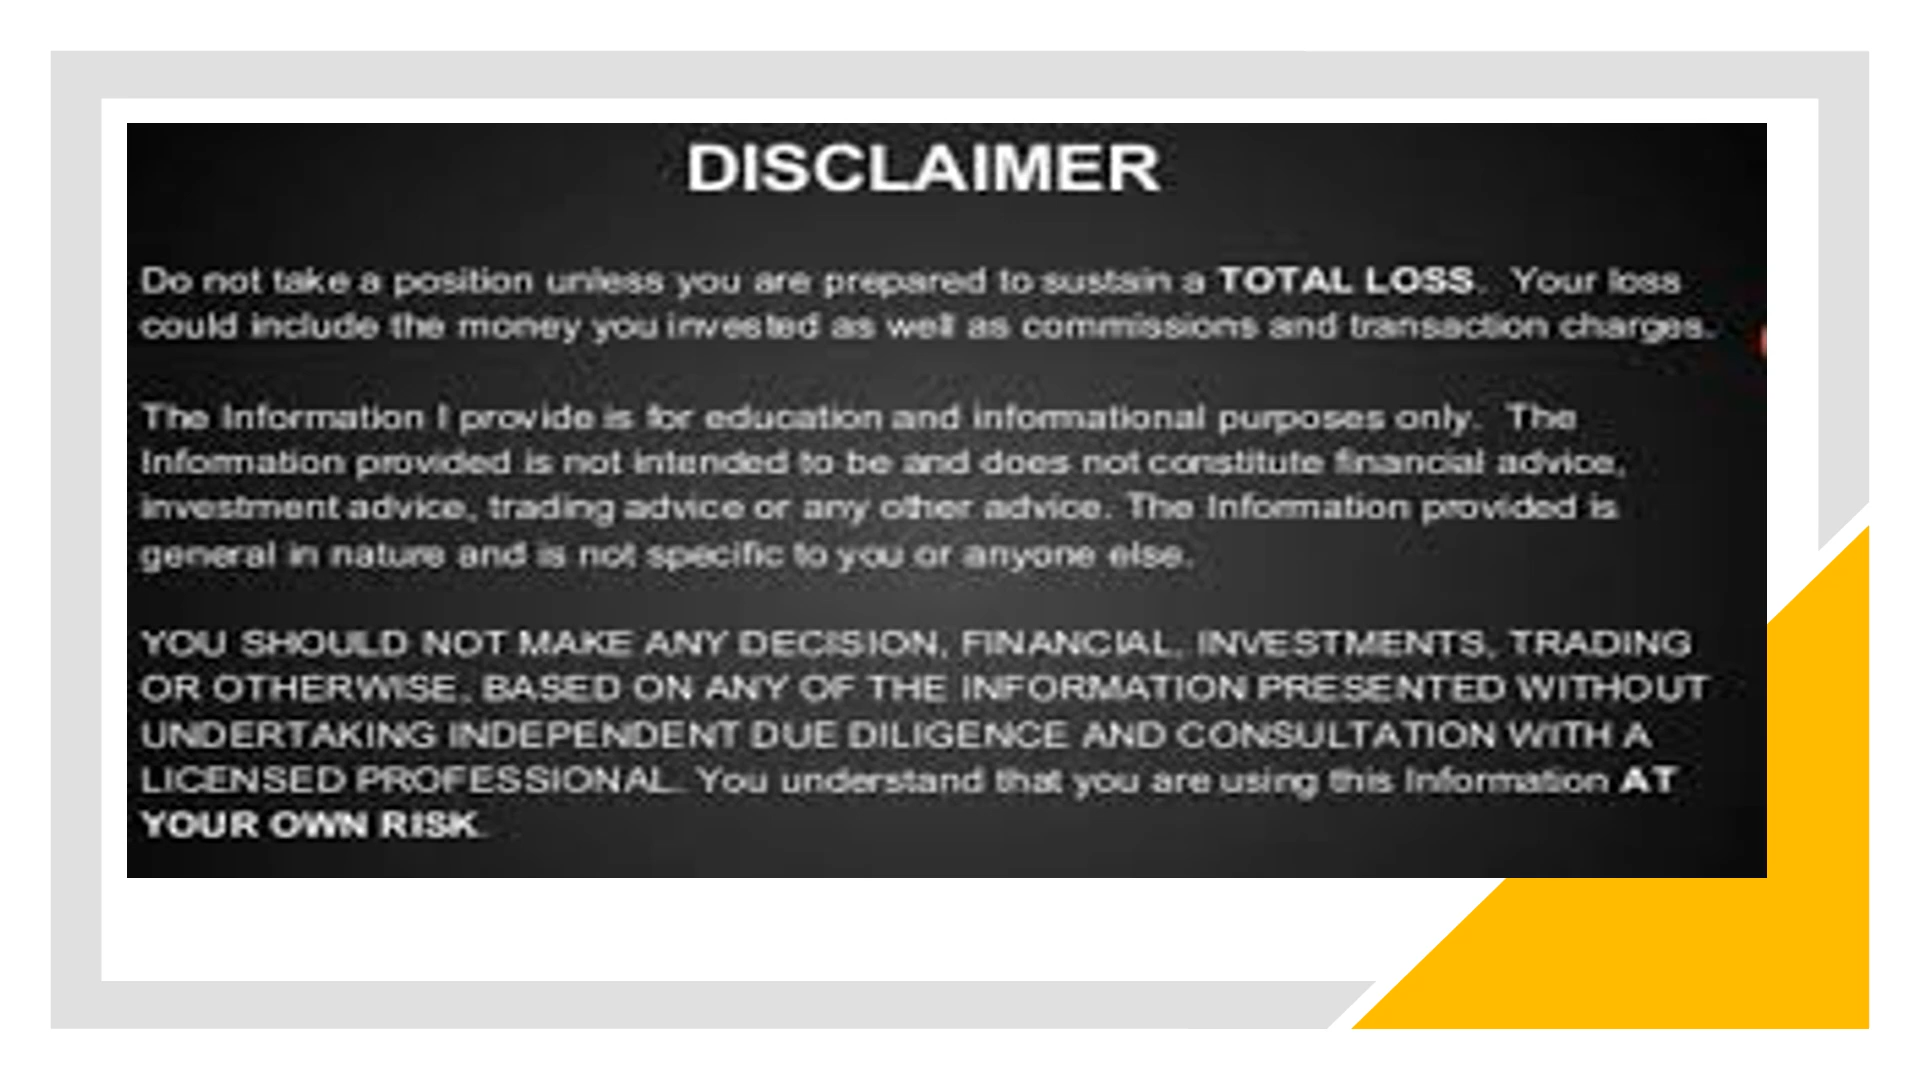 DISCLAIMER
Do not take a position unless you are prepared to sustain a TOTAL LOSS. Your loss
could include the money you invested as well as commissions and transaction charges.
The Information I provide is for education and informational purposes only. The
Information provided is not intended to be and does not constitute financial advice,
investment advice, trading advice or any other advice. The Information provided is
general in nature and is not specific to you or anyone else.
YOU SHOULD NOT MAKE ANY DECISION, FINANCIAL, INVESTMENTS, TRADING
OR OTHERWISE, BASED ON ANY OF THE INFORMATION PRESENTED WITHOUT
UNDERTAKING INDEPENDENT DUE DILIGENCE AND CONSULTATION WITH A
LICENSED PROFESSIONAL. You understand that you are using this Information AT
YOUR OWN RISK.